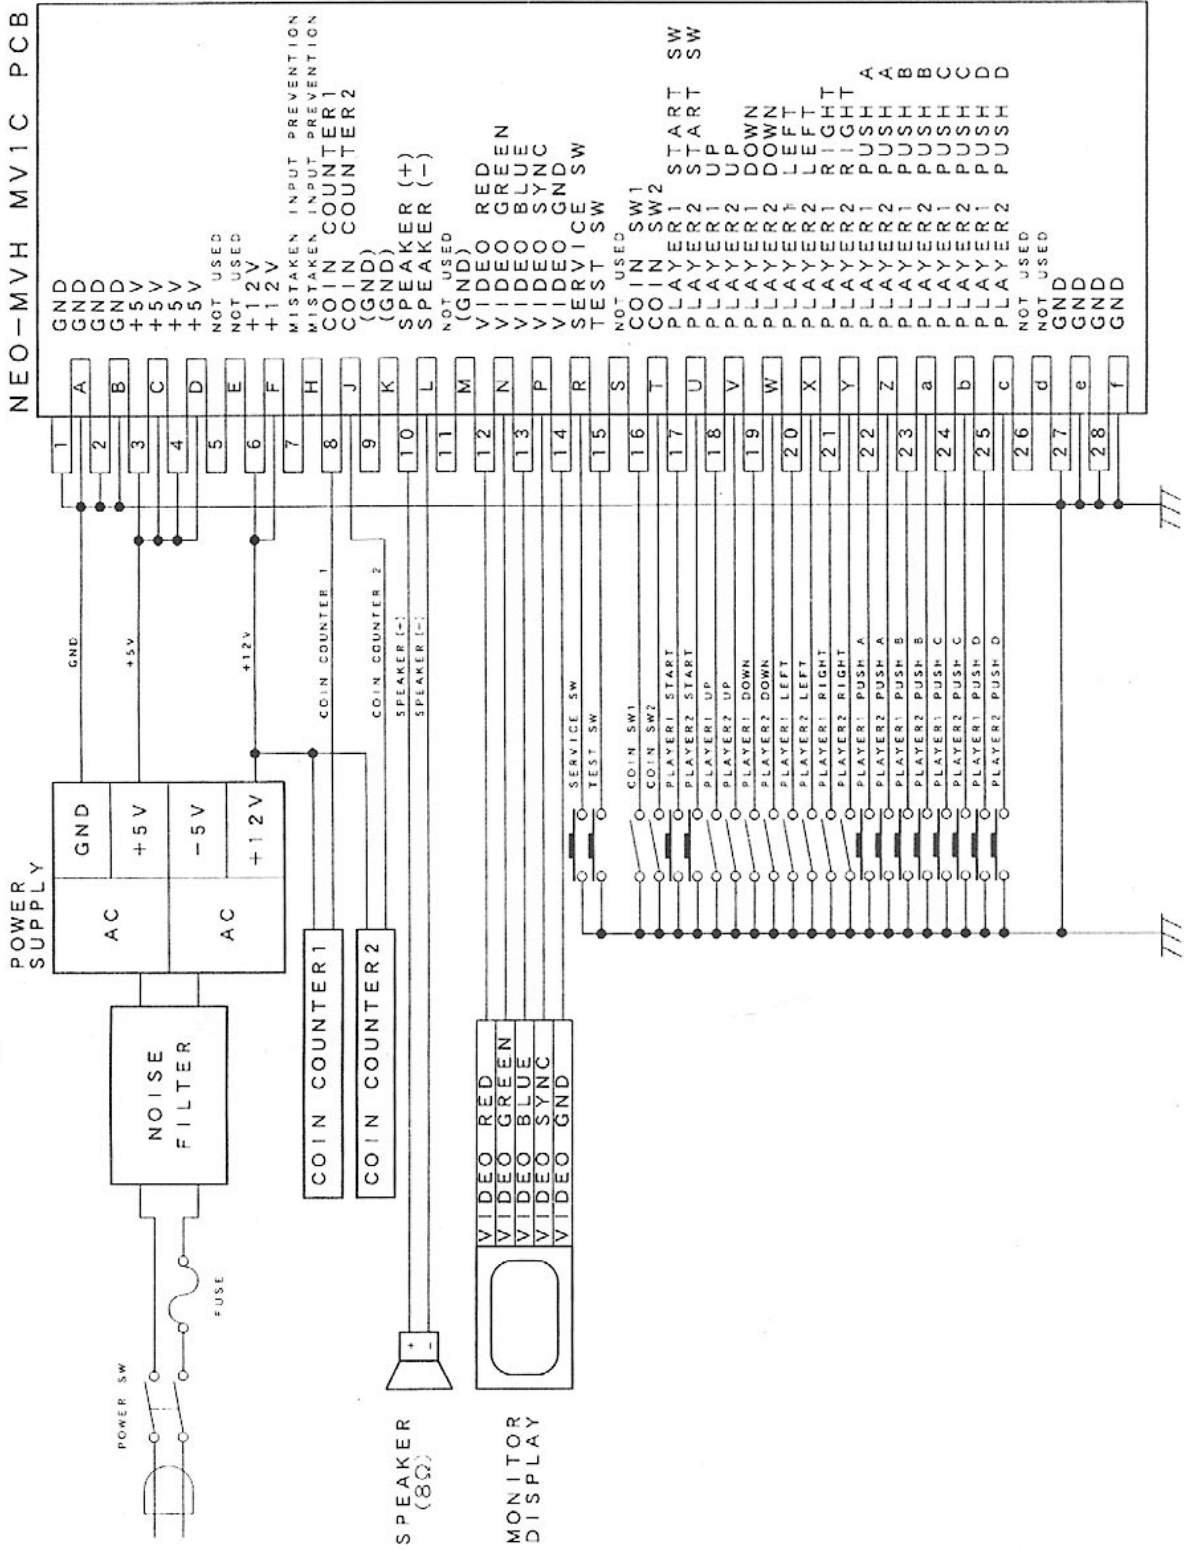 NEO-MVH MV1C PCB
POWER SW
FUSE
NOISE
FILTER
POWER
SUPPLY
AC
AC
GND
+5V
-5V
+12V
GND
+5V
+12V
COIN COUNTER1
COIN COUNTER2
COIN COUNTER 1
COIN COUNTER 2
SPEAKER
(8Ω)
+
-
SPEAKER(-)
SPEAKER(-)
MONITOR
DISPLAY
VIDEO RED
VIDEO GREEN
VIDEO BLUE
VIDEO SYNC
VIDEO GND
SERVICE SW
TEST SW
COIN SW1
COIN SW2
PLAYER1 START
PLAYER2 START
PLAYER1 UP
PLAYER2 UP
PLAYER1 DOWN
PLAYER2 DOWN
PLAYER1 LEFT
PLAYER2 LEFT
PLAYER1 RIGHT
PLAYER2 RIGHT
PLAYER1 PUSH A
PLAYER2 PUSH A
PLAYER1 PUSH B
PLAYER2 PUSH B
PLAYER1 PUSH C
PLAYER2 PUSH C
PLAYER1 PUSH D
PLAYER2 PUSH D
1 GND
A GND
2 GND
B GND
3 +5V
C +5V
4 +5V
D +5V
5 NOT USED
E NOT USED
6 +12V
F +12V
7 MISTAKEN INPUT PREVENTION
H MISTAKEN INPUT PREVENTION
8 COIN COUNTER1
J COIN COUNTER2
9 (GND)
K (GND)
10 SPEAKER(+)
L SPEAKER(-)
11 NOT USED
M (GND)
12 VIDEO RED
N VIDEO GREEN
13 VIDEO BLUE
P VIDEO SYNC
14 VIDEO GND
R SERVICE SW
15 TEST SW
S NOT USED
16 COIN SW1
T COIN SW2
17 PLAYER1 START SW
U PLAYER2 START SW
18 PLAYER1 UP
V PLAYER2 UP
19 PLAYER1 DOWN
W PLAYER2 DOWN
20 PLAYER1 LEFT
X PLAYER2 LEFT
21 PLAYER1 RIGHT
Y PLAYER2 RIGHT
22 PLAYER1 PUSH A
Z PLAYER2 PUSH A
23 PLAYER1 PUSH B
a PLAYER2 PUSH B
24 PLAYER1 PUSH C
b PLAYER2 PUSH C
25 PLAYER1 PUSH D
c PLAYER2 PUSH D
26 NOT USED
d NOT USED
27 GND
e GND
28 GND
f GND